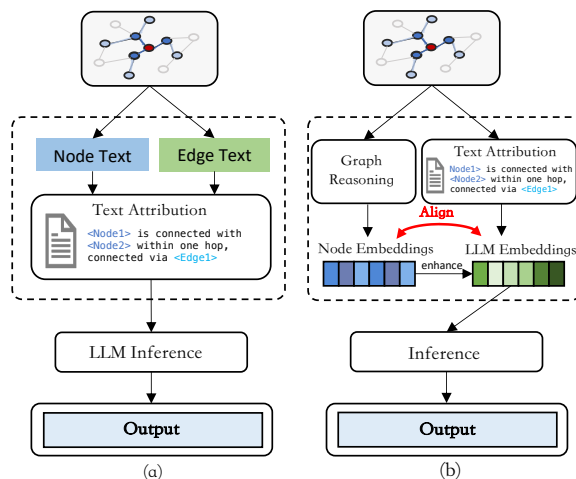 Node Text
Edge Text
Text Attribution
<Node1> is connected with
<Node2> within one hop,
connected via <Edge1>
LLM Inference
Output
(a)
Graph
Reasoning
Text Attribution
Node1> is connected with
<Node2> within one hop,
connected via <Edge1>
Align
Node Embeddings
LLM Embeddings
enhance
Inference
Output
(b)